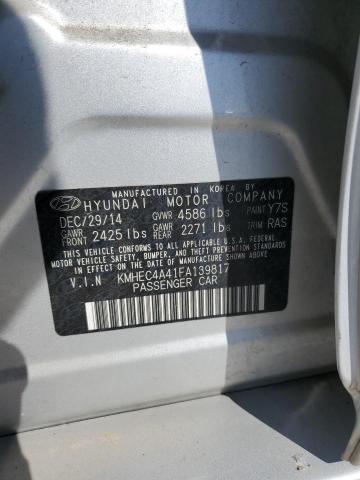 MANUFACTURED IN KOREA BY
HYUNDAI MOTOR COMPANY
DEC/29/14 GVWR 4586 lbs PAINT Y7S
GAWR FRONT 2425 lbs GAWR REAR 2271 lbs TRIM RAS
THIS VEHICLE CONFORMS TO ALL APPLICABLE U.S.A. FEDERAL
MOTOR VEHICLE SAFETY, BUMPER, AND THEFT PREVENTION
STANDARDS IN EFFECT ON THE DATE OF MANUFACTURE SHOWN ABOVE.
V.I.N KMHEC4A41FA139817
PASSENGER CAR